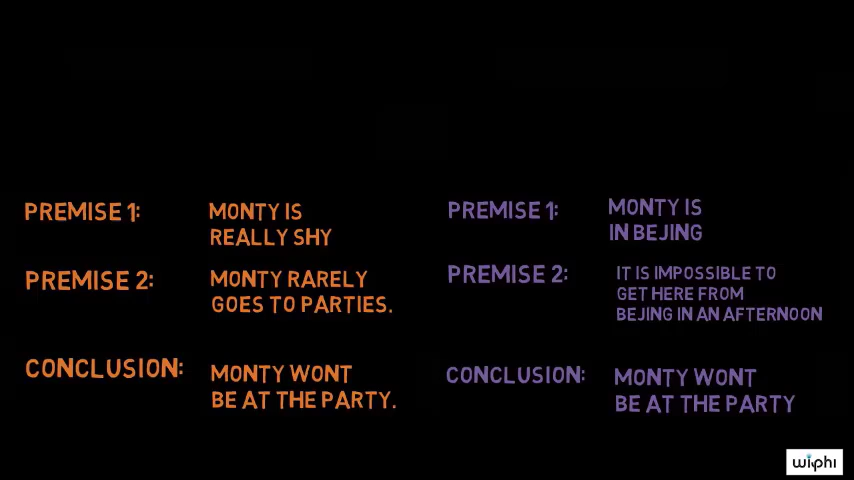 PREMISE 1:
MONTY IS
REALLY SHY
PREMISE 2:
MONTY RARELY
GOES TO PARTIES.
CONCLUSION:
MONTY WONT
BE AT THE PARTY.
PREMISE 1:
MONTY IS
IN BEJING
PREMISE 2:
IT IS IMPOSSIBLE TO
GET HERE FROM
BEJING IN AN AFTERNOON
CONCLUSION:
MONTY WONT
BE AT THE PARTY
wiphi